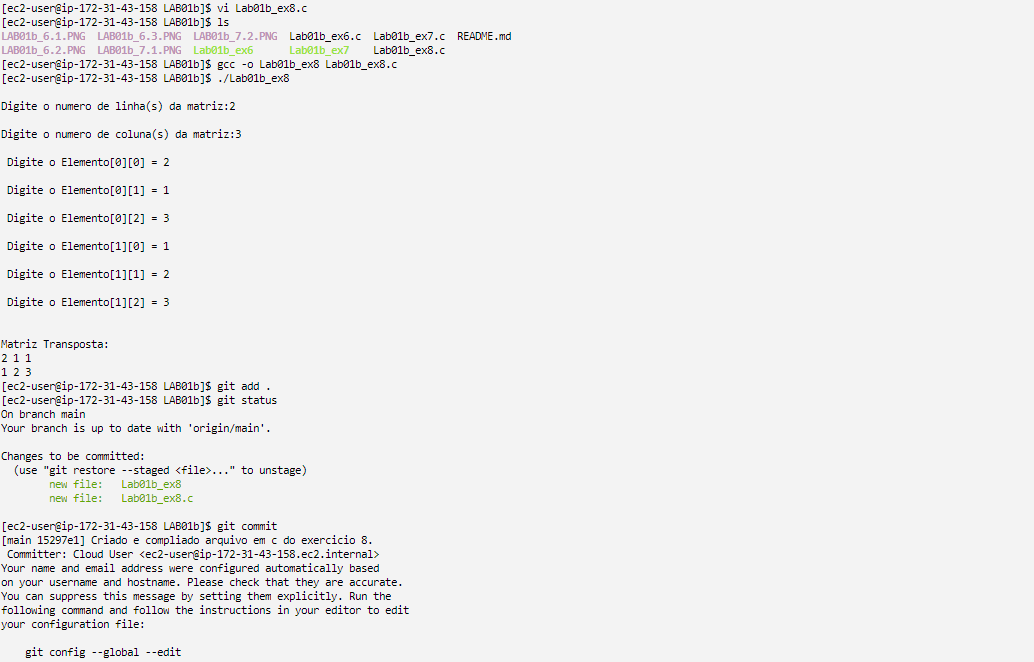 [ec2-user@ip-172-31-43-158 LAB01b]$ vi Lab01b_ex8.c
[ec2-user@ip-172-31-43-158 LAB01b]$ ls
LAB01b_6.1.PNG  LAB01b_6.3.PNG  LAB01b_7.2.PNG  Lab01b_ex6.c  Lab01b_ex7.c  README.md
LAB01b_6.2.PNG  LAB01b_7.1.PNG  Lab01b_ex6      Lab01b_ex7    Lab01b_ex8.c
[ec2-user@ip-172-31-43-158 LAB01b]$ gcc -o Lab01b_ex8 Lab01b_ex8.c
[ec2-user@ip-172-31-43-158 LAB01b]$ ./Lab01b_ex8
Digite o numero de linha(s) da matriz:2
Digite o numero de coluna(s) da matriz:3
Digite o Elemento[0][0] = 2
Digite o Elemento[0][1] = 1
Digite o Elemento[0][2] = 3
Digite o Elemento[1][0] = 1
Digite o Elemento[1][1] = 2
Digite o Elemento[1][2] = 3
Matriz Transposta:
2 1 1
1 2 3
[ec2-user@ip-172-31-43-158 LAB01b]$ git add .
[ec2-user@ip-172-31-43-158 LAB01b]$ git status
On branch main
Your branch is up to date with 'origin/main'.
Changes to be committed:
  (use "git restore --staged <file>..." to unstage)
        new file:   Lab01b_ex8
        new file:   Lab01b_ex8.c
[ec2-user@ip-172-31-43-158 LAB01b]$ git commit
[main 15297e1] Criado e compliado arquivo em c do exercicio 8.
 Committer: Cloud User <ec2-user@ip-172-31-43-158.ec2.internal>
Your name and email address were configured automatically based
on your username and hostname. Please check that they are accurate.
You can suppress this message by setting them explicitly. Run the
following command and follow the instructions in your editor to edit
your configuration file:
    git config --global --edit